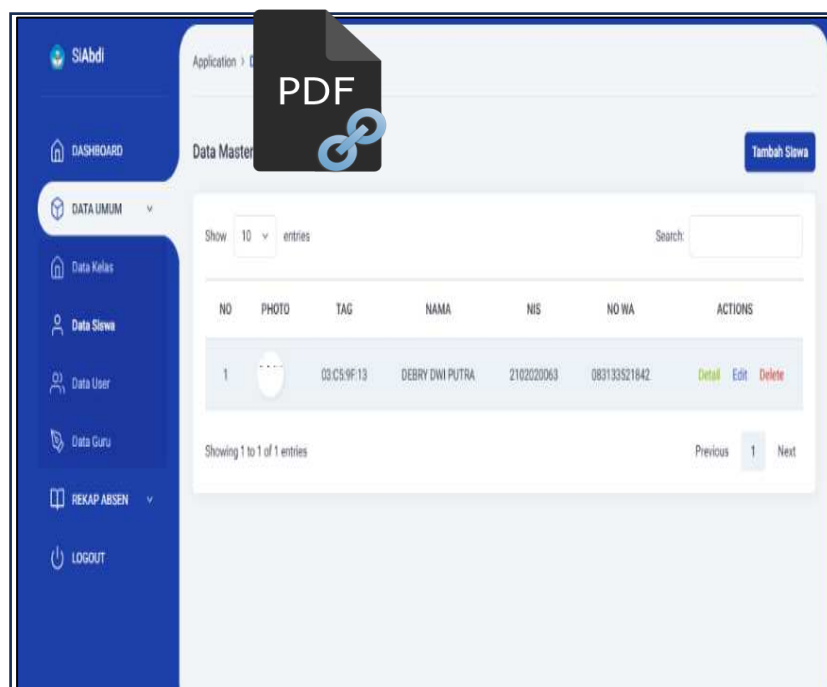 SiAbdi
Application >
PDF
DASHBOARD
Data Master
Tambah Siswa
DATA UMUM
Show 10 entries
Search:
Data Kelas
NO PHOTO TAG NAMA NIS NO WA ACTIONS
Data Siswa
1 03:C5:9F:13 DEBRY DWI PUTRA 2102020063 083133521842 Detail Edit Delete
Data User
Data Guru
Showing 1 to 1 of 1 entries
Previous 1 Next
REKAP ABSEN
LOGOUT